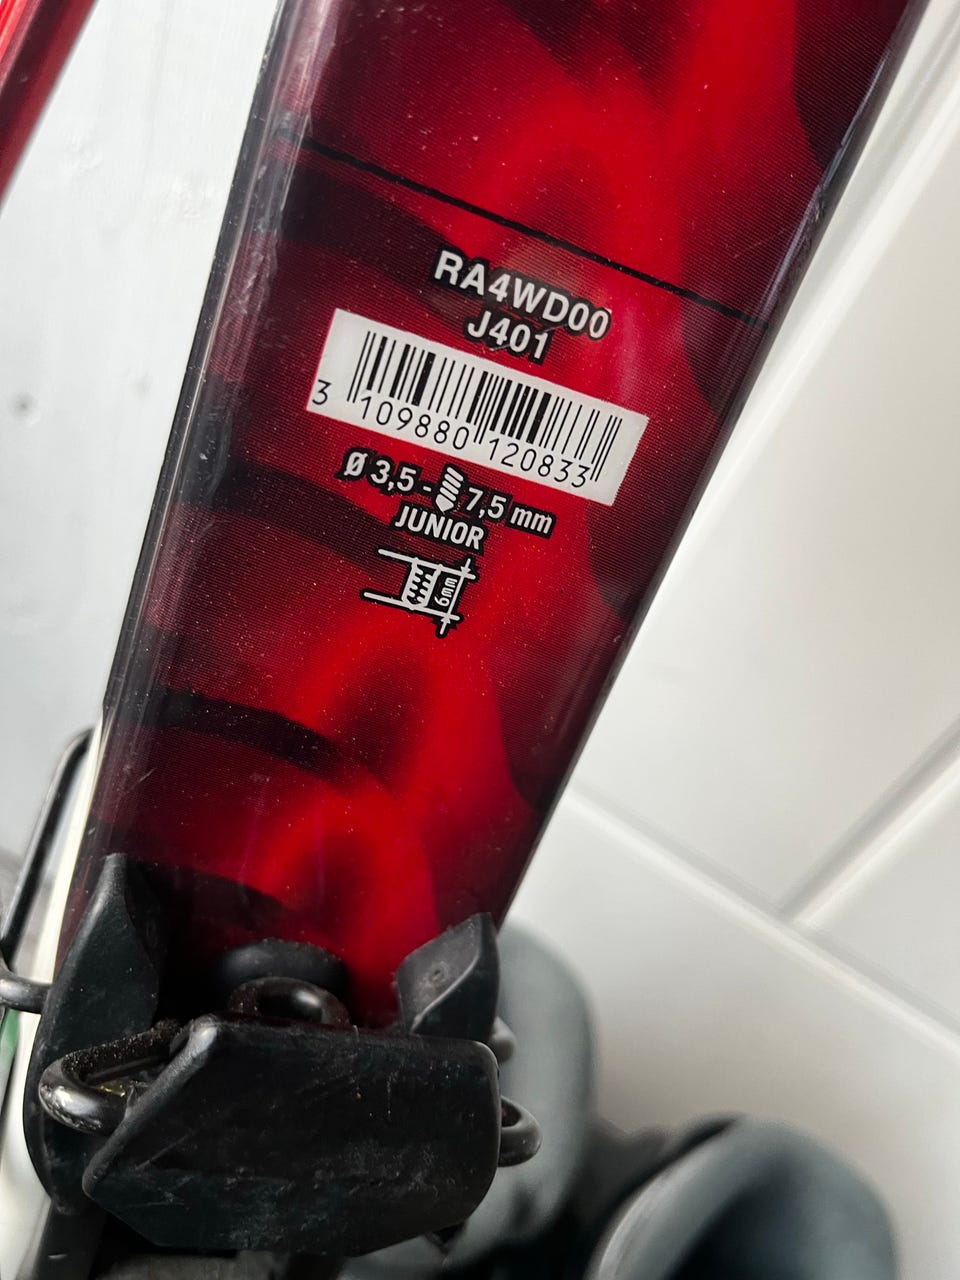 RA4WD00
J401
3 109880 120833
Ø 3,5 - 7,5 mm
JUNIOR
6mm